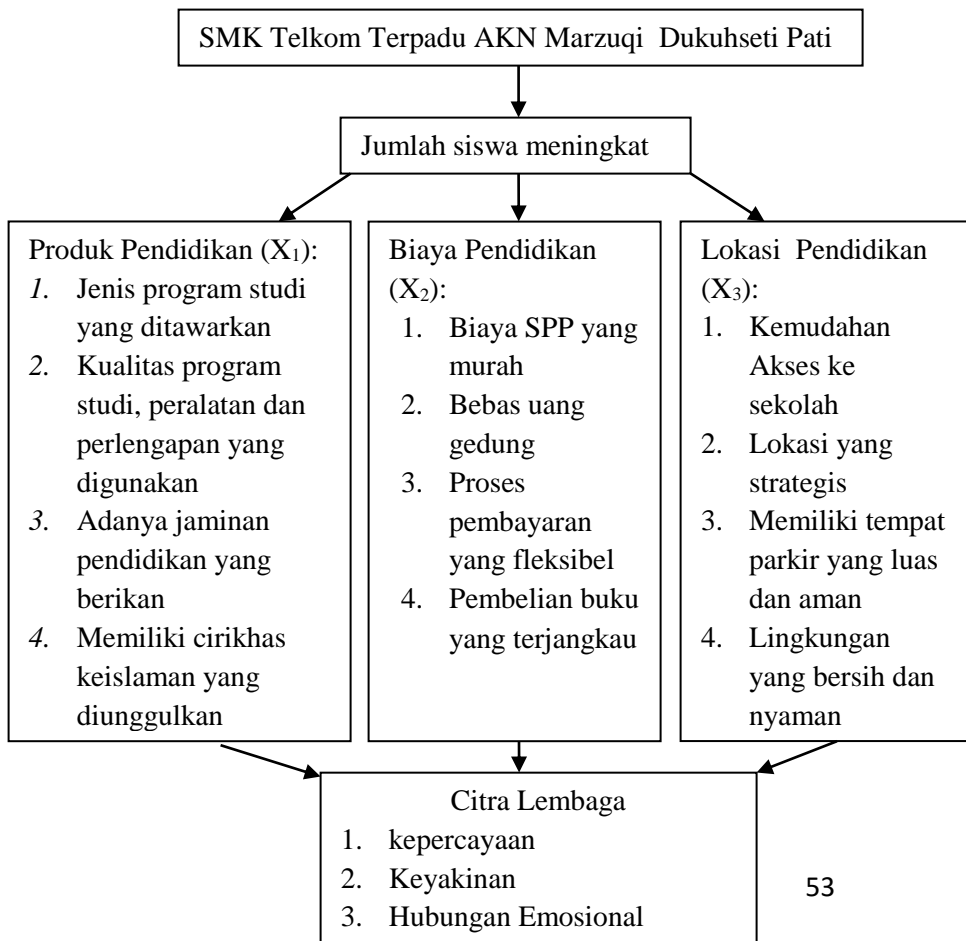 SMK Telkom Terpadu AKN Marzuqi  Dukuhseti Pati
Jumlah siswa meningkat
Produk Pendidikan (X₁):
1. Jenis program studi
yang ditawarkan
2. Kualitas program
studi, peralatan dan
perlengapan yang
digunakan
3. Adanya jaminan
pendidikan yang
berikan
4. Memiliki cirikhas
keislaman yang
diunggulkan
Biaya Pendidikan
(X₂):
1. Biaya SPP yang
murah
2. Bebas uang
gedung
3. Proses
pembayaran
yang fleksibel
4. Pembelian buku
yang terjangkau
Lokasi  Pendidikan
(X₃):
1. Kemudahan
Akses ke
sekolah
2. Lokasi yang
strategis
3. Memiliki tempat
parkir yang luas
dan aman
4. Lingkungan
yang bersih dan
nyaman
Citra Lembaga
1. kepercayaan
2. Keyakinan
3. Hubungan Emosional
53